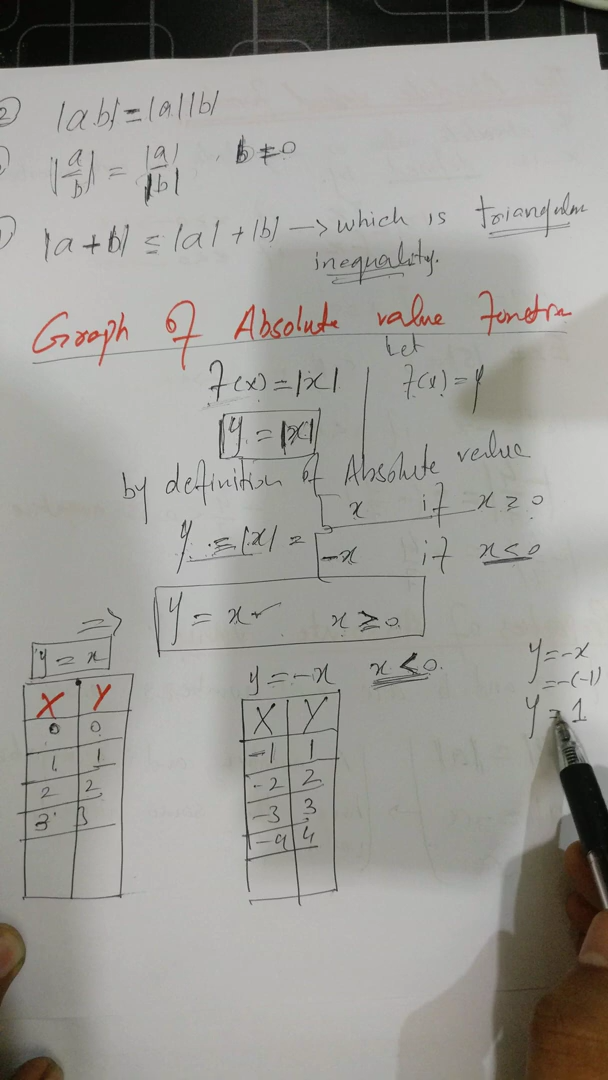 ② |ab| = |a||b|
|a/b| = |a|/|b| , b ≠ 0
|a + b| ≤ |a| + |b| → which is triangular
inequality.
Graph of Absolute value Fonction
Let
f(x) = |x| | f(x) = y
y = |x|
by definition of Absolute value
x if x ≥ 0
y = |x| =
-x if x < 0
⇒ y = x ✓ x ≥ 0
y = x
y = -x x < 0
y = -x
= -(-1)
y = 1
X Y
0 0
1 1
2 2
3 3
X Y
-1 1
-2 2
-3 3
-4 4